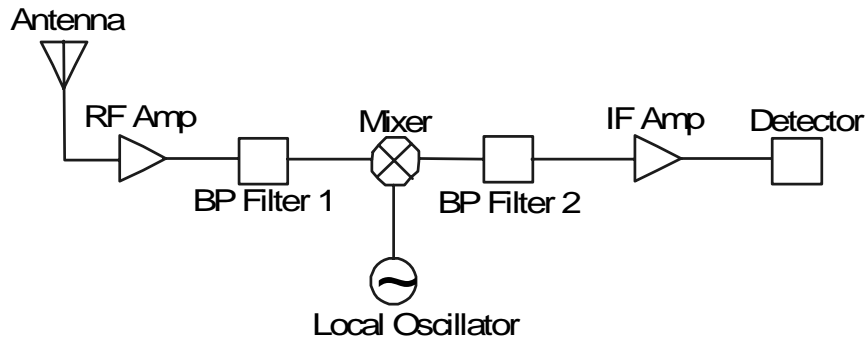 Antenna
RF Amp
Mixer
IF Amp
Detector
BP Filter 1
BP Filter 2
Local Oscillator